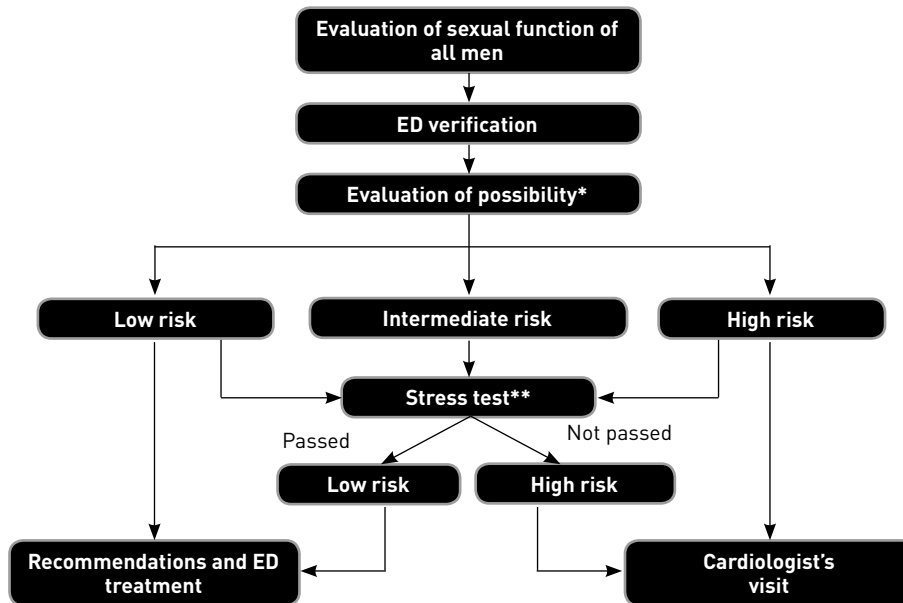 Evaluation of sexual function of
all men
ED verification
Evaluation of possibility*
Low risk
Intermediate risk
High risk
Stress test**
Passed
Not passed
Low risk
High risk
Recommendations and ED
treatment
Cardiologist's
visit